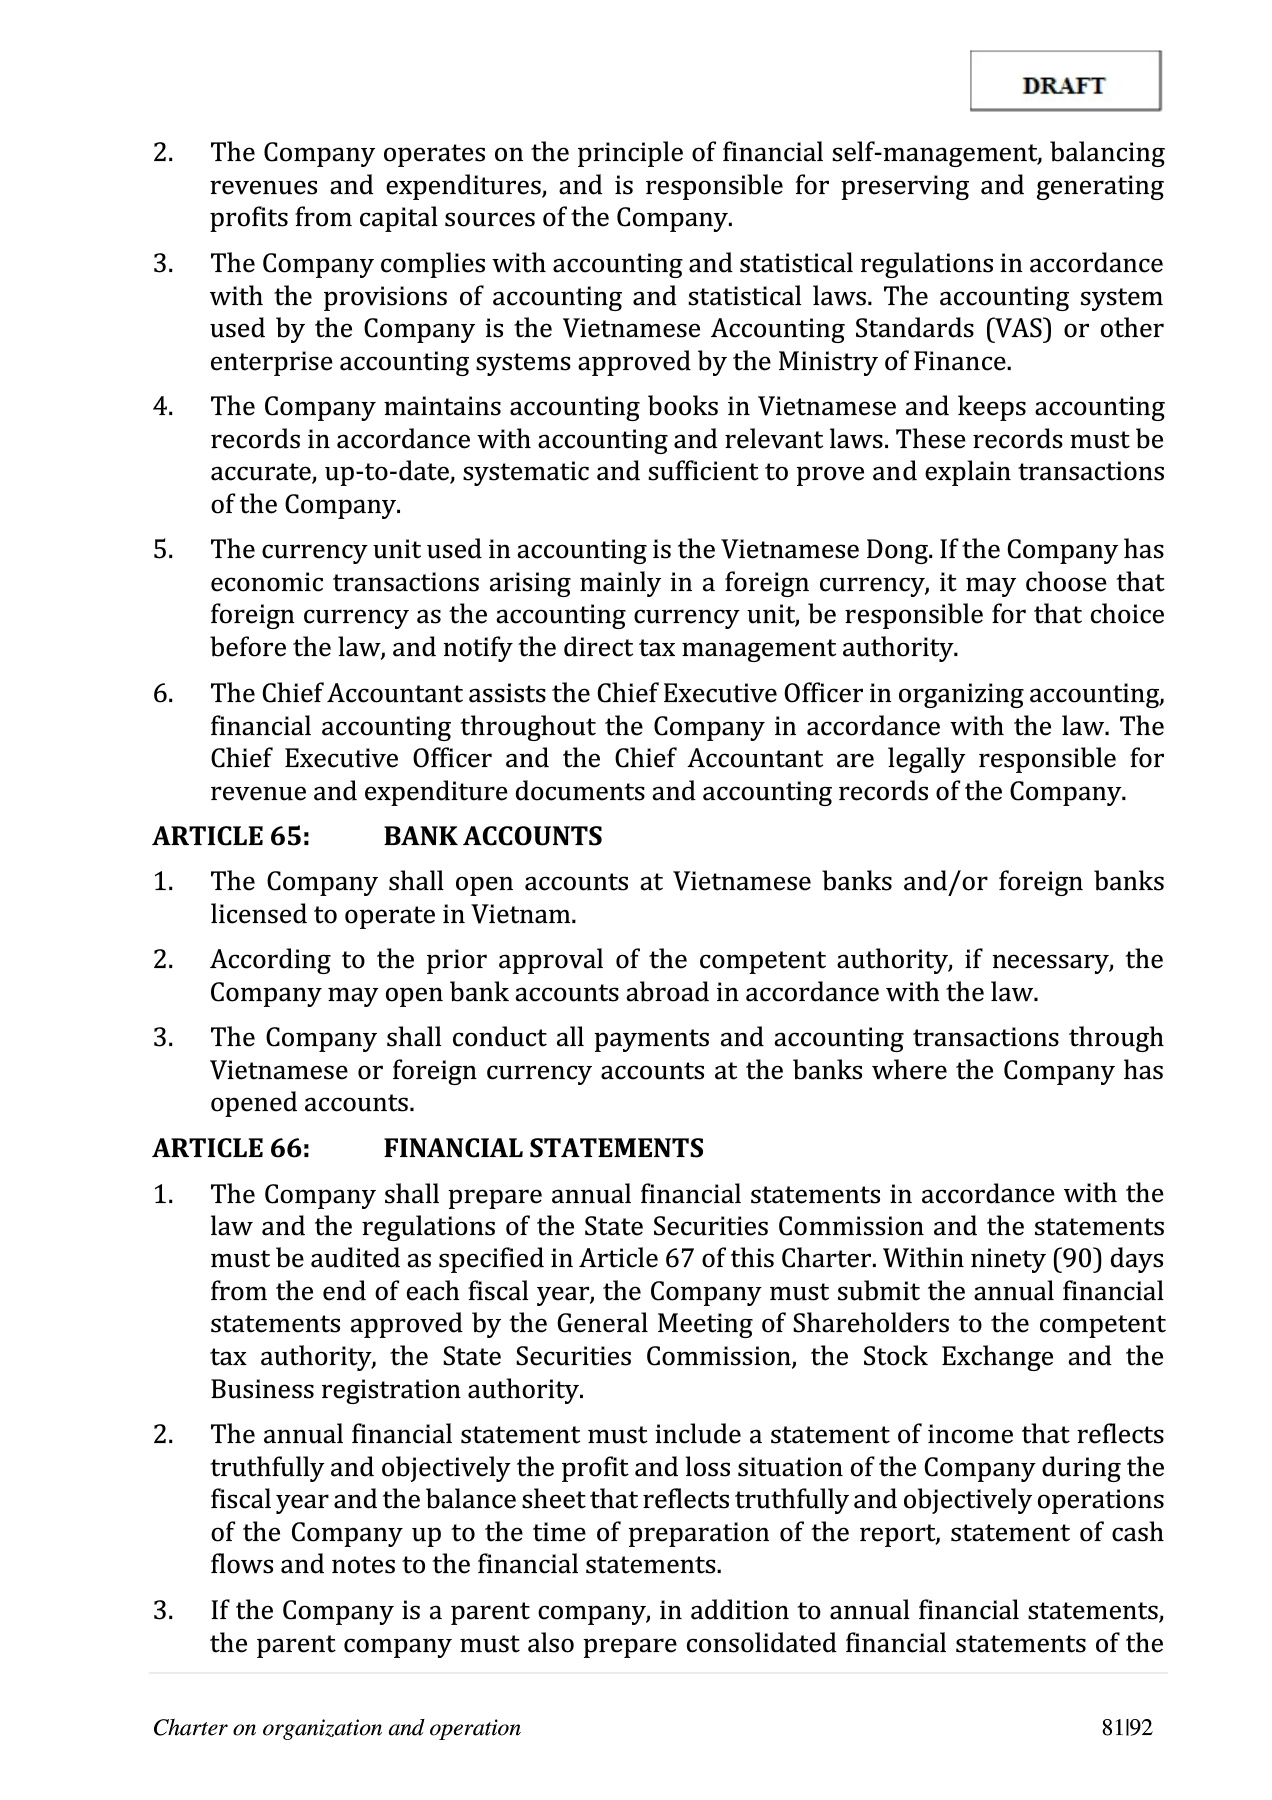 DRAFT
2. The Company operates on the principle of financial self-management, balancing
revenues and expenditures, and is responsible for preserving and generating
profits from capital sources of the Company.
3. The Company complies with accounting and statistical regulations in accordance
with the provisions of accounting and statistical laws. The accounting system
used by the Company is the Vietnamese Accounting Standards (VAS) or other
enterprise accounting systems approved by the Ministry of Finance.
4. The Company maintains accounting books in Vietnamese and keeps accounting
records in accordance with accounting and relevant laws. These records must be
accurate, up-to-date, systematic and sufficient to prove and explain transactions
of the Company.
5. The currency unit used in accounting is the Vietnamese Dong. If the Company has
economic transactions arising mainly in a foreign currency, it may choose that
foreign currency as the accounting currency unit, be responsible for that choice
before the law, and notify the direct tax management authority.
6. The Chief Accountant assists the Chief Executive Officer in organizing accounting,
financial accounting throughout the Company in accordance with the law. The
Chief Executive Officer and the Chief Accountant are legally responsible for
revenue and expenditure documents and accounting records of the Company.
ARTICLE 65: BANK ACCOUNTS
1. The Company shall open accounts at Vietnamese banks and/or foreign banks
licensed to operate in Vietnam.
2. According to the prior approval of the competent authority, if necessary, the
Company may open bank accounts abroad in accordance with the law.
3. The Company shall conduct all payments and accounting transactions through
Vietnamese or foreign currency accounts at the banks where the Company has
opened accounts.
ARTICLE 66: FINANCIAL STATEMENTS
1. The Company shall prepare annual financial statements in accordance with the
law and the regulations of the State Securities Commission and the statements
must be audited as specified in Article 67 of this Charter. Within ninety (90) days
from the end of each fiscal year, the Company must submit the annual financial
statements approved by the General Meeting of Shareholders to the competent
tax authority, the State Securities Commission, the Stock Exchange and the
Business registration authority.
2. The annual financial statement must include a statement of income that reflects
truthfully and objectively the profit and loss situation of the Company during the
fiscal year and the balance sheet that reflects truthfully and objectively operations
of the Company up to the time of preparation of the report, statement of cash
flows and notes to the financial statements.
3. If the Company is a parent company, in addition to annual financial statements,
the parent company must also prepare consolidated financial statements of the
Charter on organization and operation 81|92